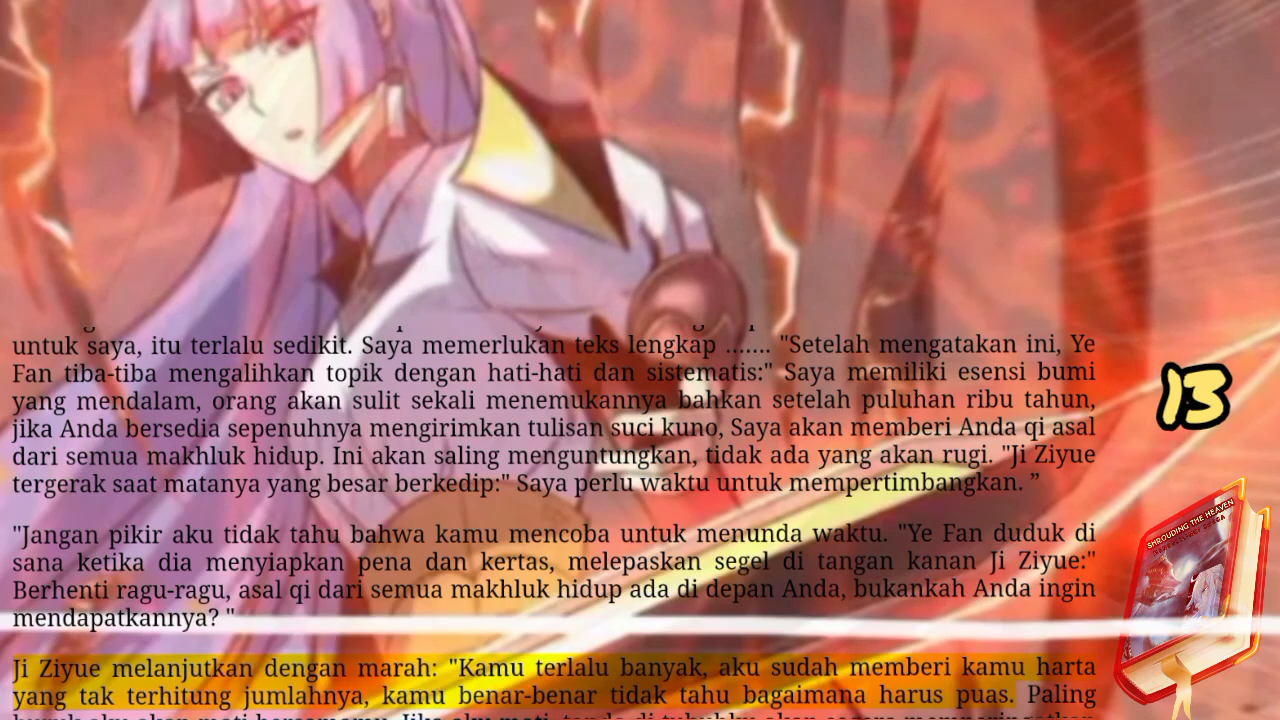 untuk saya, itu terlalu sedikit. Saya memerlukan teks lengkap ....... "Setelah mengatakan ini, Ye
Fan tiba-tiba mengalihkan topik dengan hati-hati dan sistematis:" Saya memiliki esensi bumi
yang mendalam, orang akan sulit sekali menemukannya bahkan setelah puluhan ribu tahun,
jika Anda bersedia sepenuhnya mengirimkan tulisan suci kuno, Saya akan memberi Anda qi asal
dari semua makhluk hidup. Ini akan saling menguntungkan, tidak ada yang akan rugi. "Ji Ziyue
tergerak saat matanya yang besar berkedip:" Saya perlu waktu untuk mempertimbangkan. ”
"Jangan pikir aku tidak tahu bahwa kamu mencoba untuk menunda waktu. "Ye Fan duduk di
sana ketika dia menyiapkan pena dan kertas, melepaskan segel di tangan kanan Ji Ziyue:"
Berhenti ragu-ragu, asal qi dari semua makhluk hidup ada di depan Anda, bukankah Anda ingin
mendapatkannya? "
Ji Ziyue melanjutkan dengan marah: "Kamu terlalu banyak, aku sudah memberi kamu harta
yang tak terhitung jumlahnya, kamu benar-benar tidak tahu bagaimana harus puas. Paling
13
SHROUDING THE HEAVEN